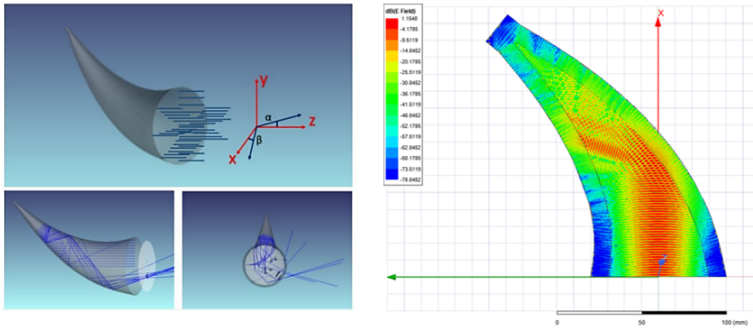 y
α
z
x
β
dB(E Field)
1.1548
-4.1785
-9.5119
-14.8452
-20.1785
-25.5119
-30.8452
-36.1785
-41.5119
-46.8452
-52.1785
-57.5119
-62.8452
-68.1785
-73.5119
-78.8452
X
0 50 100 (mm)